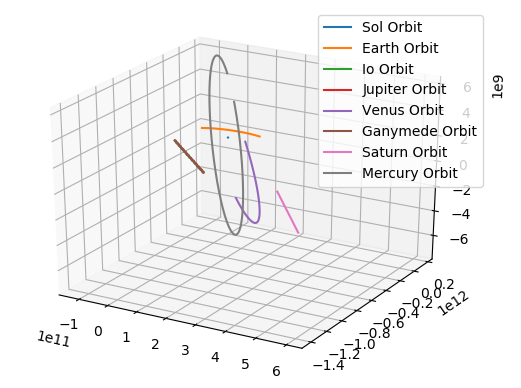 Sol Orbit
Earth Orbit
Io Orbit
Jupiter Orbit
Venus Orbit
Ganymede Orbit
Saturn Orbit
Mercury Orbit
1e9
6
4
2
0
−2
−4
−6
−1
0
1
2
3
4
5
6
1e11
0.2
0.0
−0.2
−0.4
−0.6
−0.8
−1.0
−1.2
−1.4
1e12